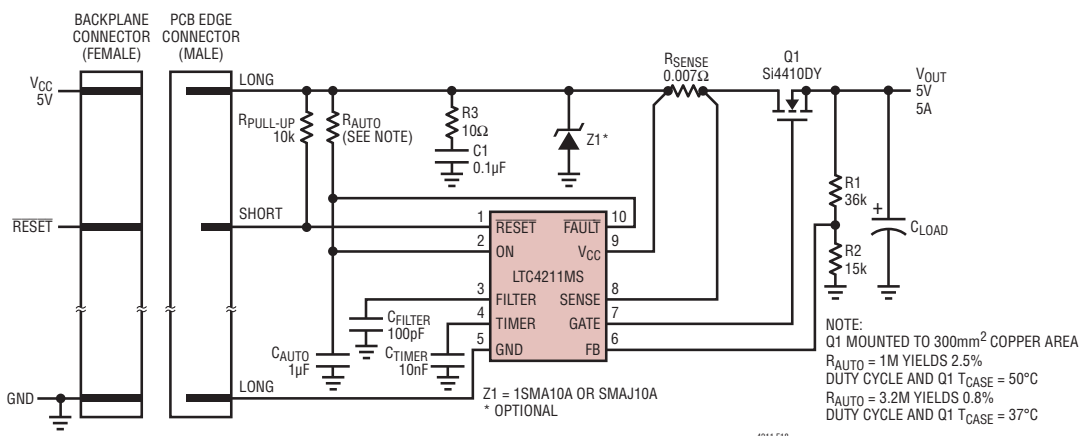 BACKPLANE
CONNECTOR
(FEMALE)
PCB EDGE
CONNECTOR
(MALE)
LONG
VCC
5V
RPULL-UP
10k
RAUTO
(SEE NOTE)
R3
10Ω
C1
0.1µF
Z1*
RSENSE
0.007Ω
Q1
Si4410DY
VOUT
5V
5A
R1
36k
R2
15k
+
CLOAD
RESET
SHORT
1
RESET
FAULT
10
2
ON
VCC
9
LTC4211MS
3
FILTER
SENSE
8
4
TIMER
GATE
7
5
GND
FB
6
CFILTER
100pF
CAUTO
1µF
CTIMER
10nF
LONG
GND
Z1 = 1SMA10A OR SMAJ10A
* OPTIONAL
NOTE:
Q1 MOUNTED TO 300mm² COPPER AREA
RAUTO = 1M YIELDS 2.5%
DUTY CYCLE AND Q1 TCASE = 50°C
RAUTO = 3.2M YIELDS 0.8%
DUTY CYCLE AND Q1 TCASE = 37°C